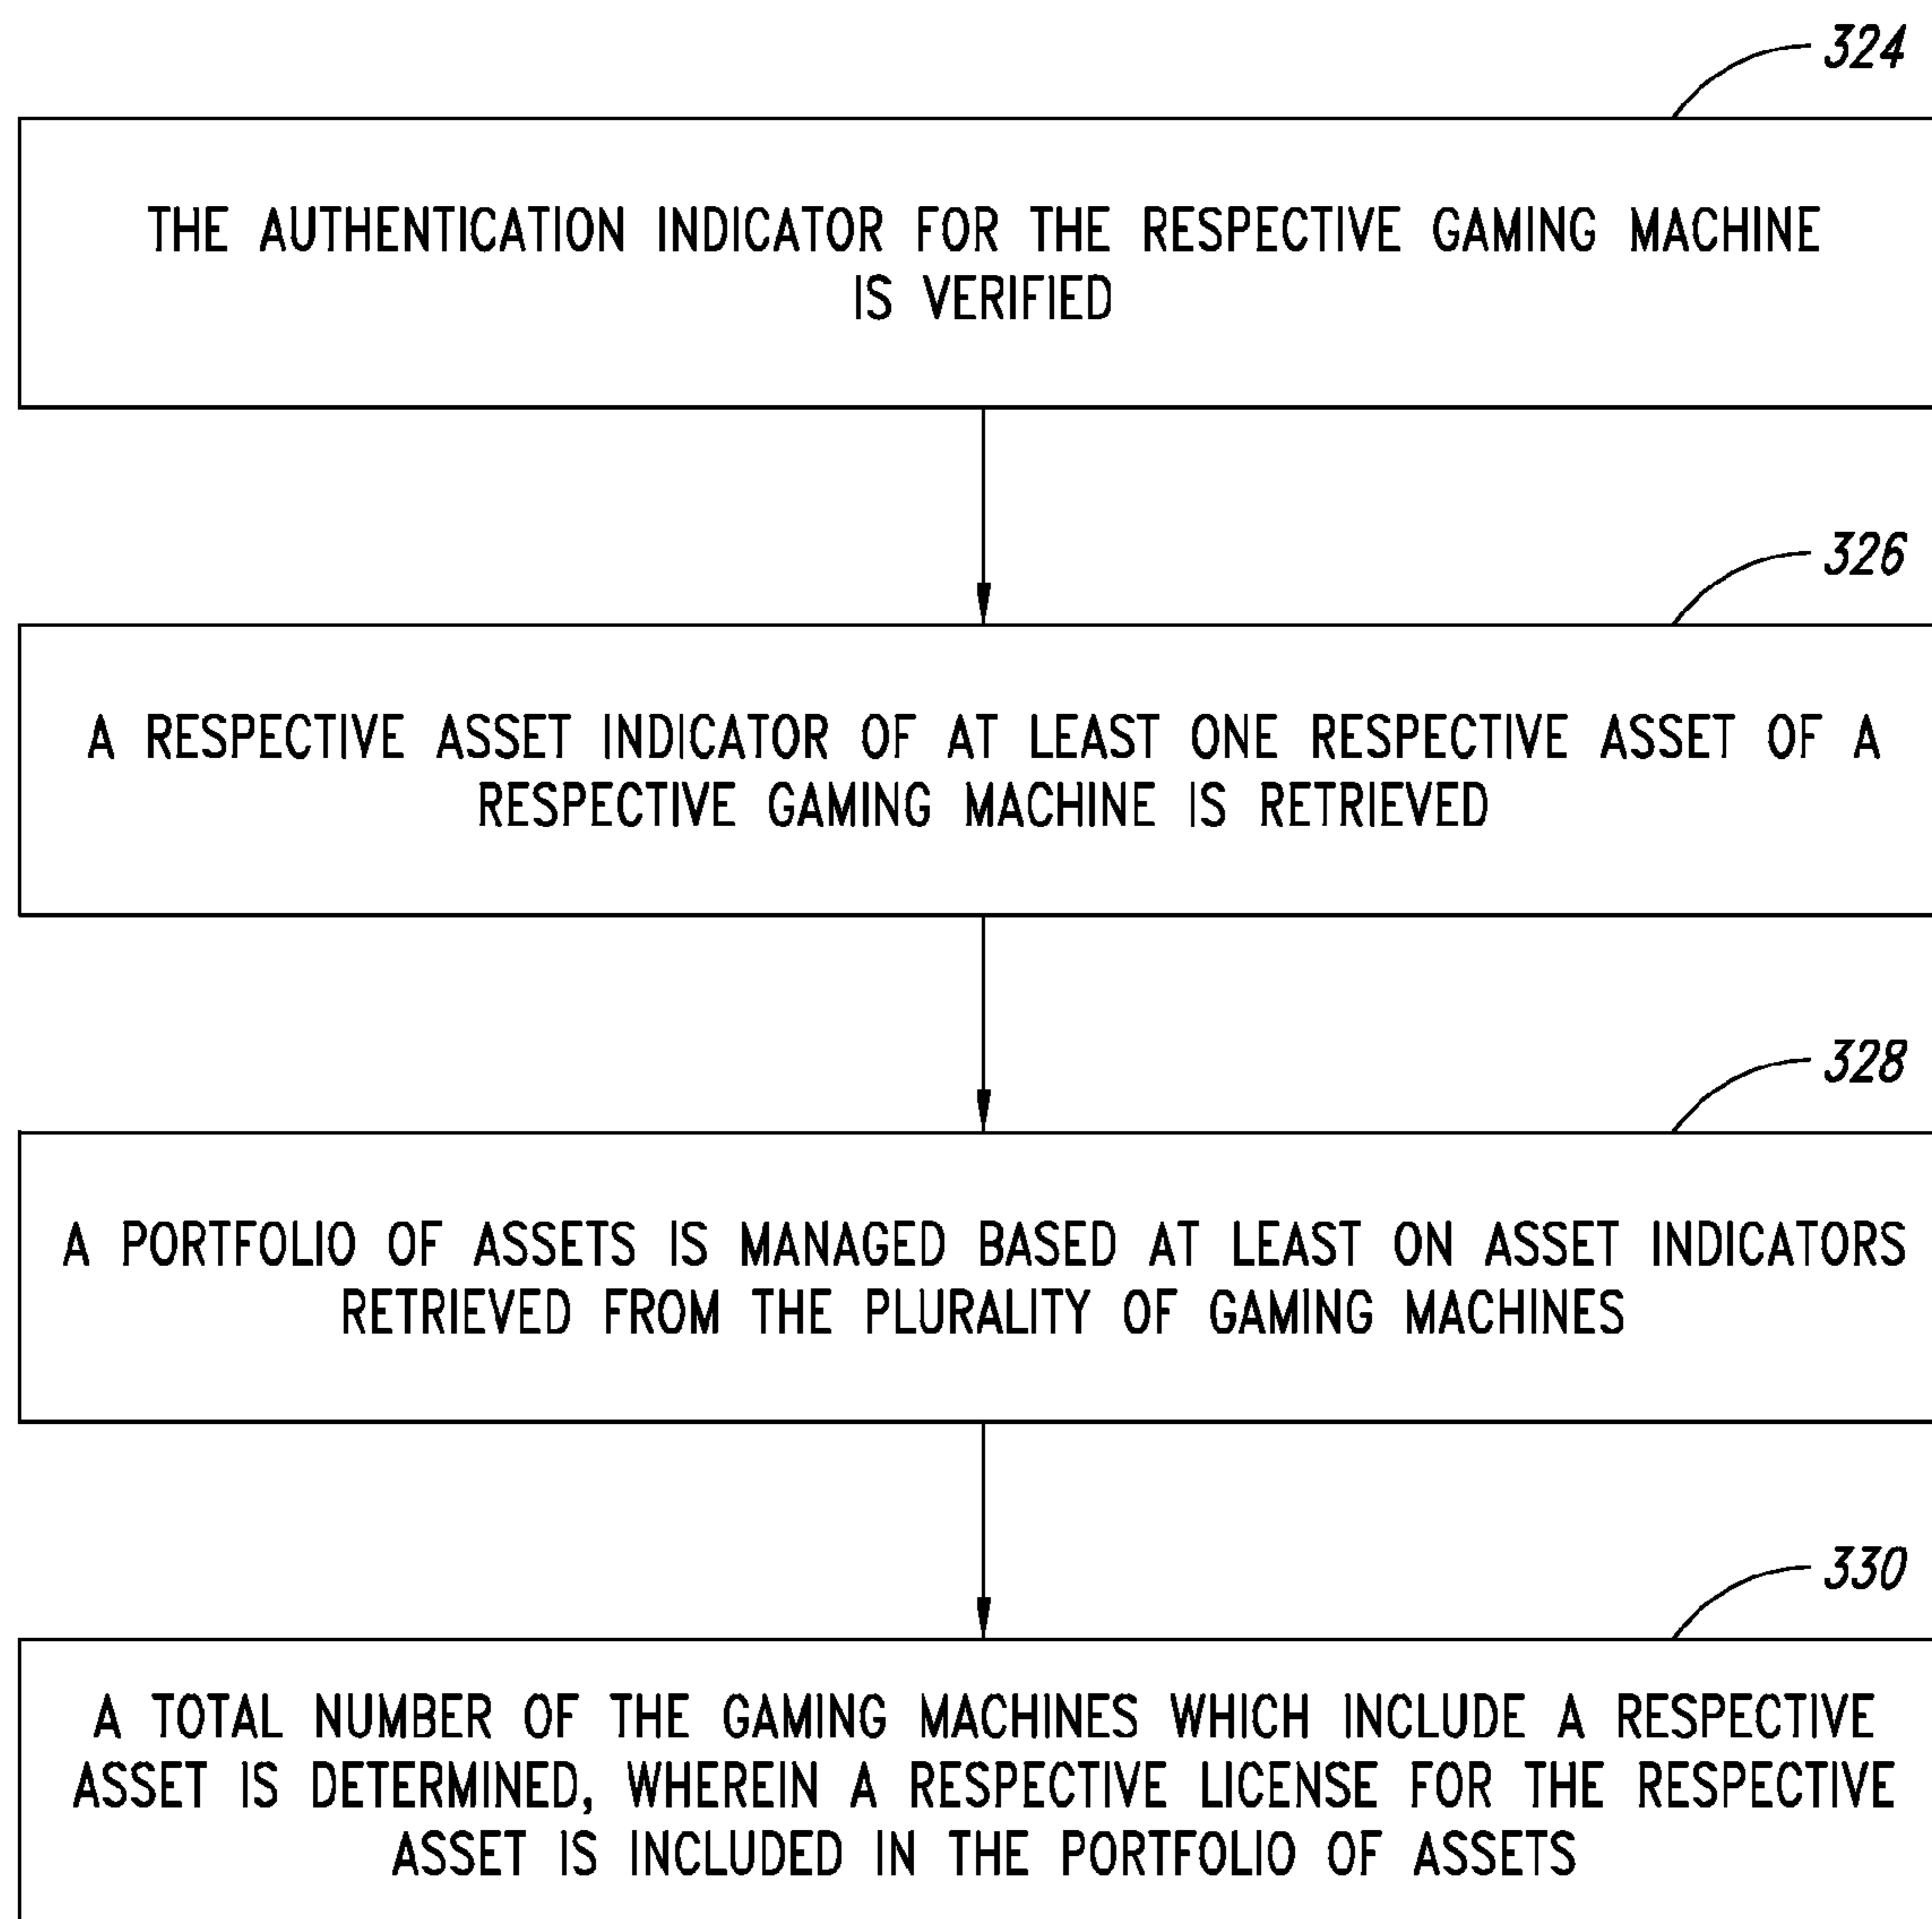 324
THE AUTHENTICATION INDICATOR FOR THE RESPECTIVE GAMING MACHINE
IS VERIFIED
326
A RESPECTIVE ASSET INDICATOR OF AT LEAST ONE RESPECTIVE ASSET OF A
RESPECTIVE GAMING MACHINE IS RETRIEVED
328
A PORTFOLIO OF ASSETS IS MANAGED BASED AT LEAST ON ASSET INDICATORS
RETRIEVED FROM THE PLURALITY OF GAMING MACHINES
330
A TOTAL NUMBER OF THE GAMING MACHINES WHICH INCLUDE A RESPECTIVE
ASSET IS DETERMINED, WHEREIN A RESPECTIVE LICENSE FOR THE RESPECTIVE
ASSET IS INCLUDED IN THE PORTFOLIO OF ASSETS